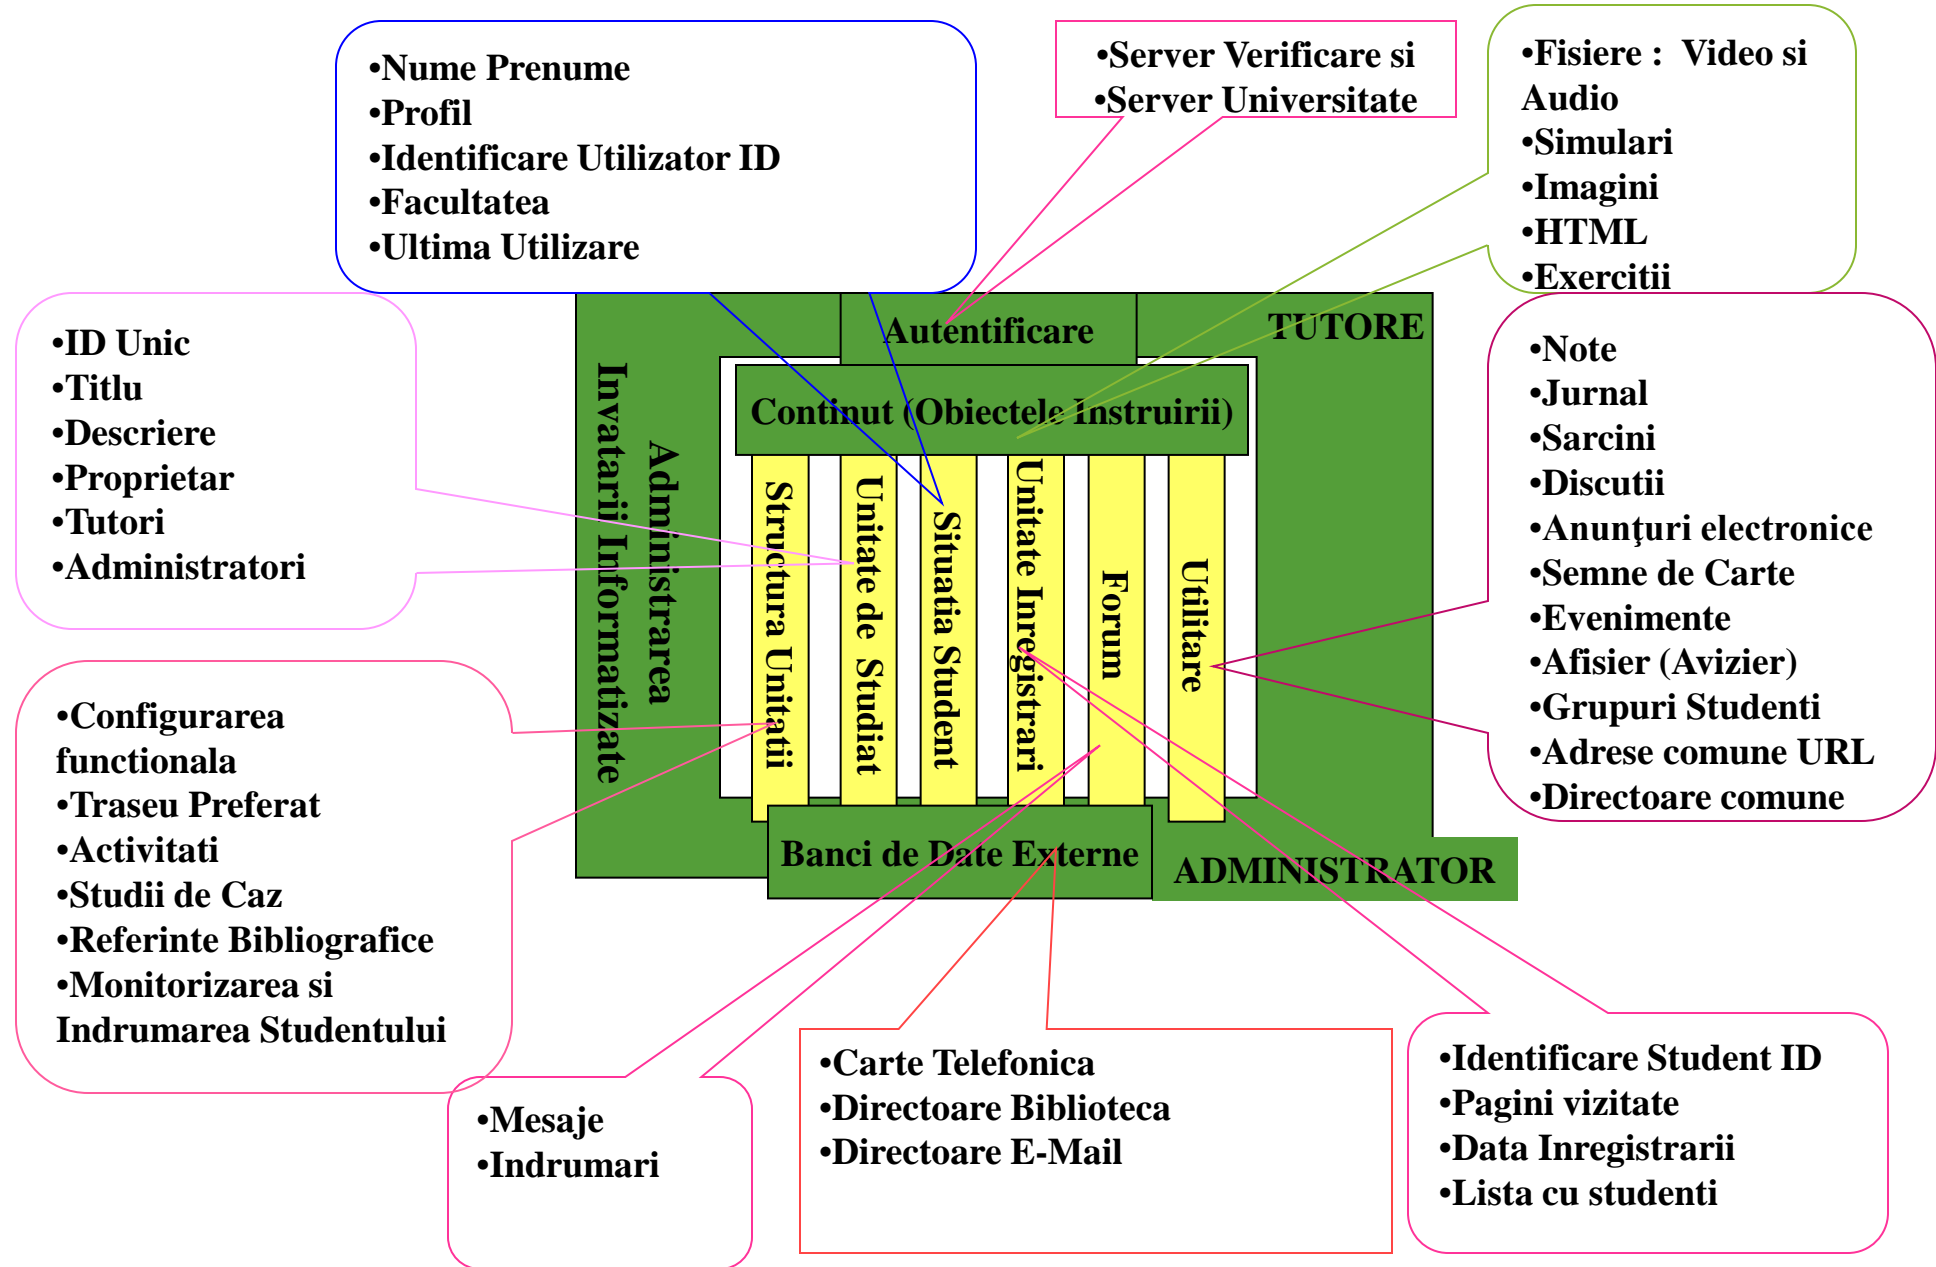 •Nume Prenume
•Profil
•Identificare Utilizator ID
•Facultatea
•Ultima Utilizare
•Server Verificare si
•Server Universitate
•Fisiere :  Video si
Audio
•Simulari
•Imagini
•HTML
•Exercitii
•ID Unic
•Titlu
•Descriere
•Proprietar
•Tutori
•Administratori
Autentificare
TUTORE
Administrarea
Invatarii Informatizate
Continut (Obiectele Instruirii)
Structura Unitatii
Unitate de  Studiat
Situatia Student
Unitate Inregistrari
Forum
Utilitare
Banci de Date Externe
ADMINISTRATOR
•Note
•Jurnal
•Sarcini
•Discutii
•Anunţuri electronice
•Semne de Carte
•Evenimente
•Afisier (Avizier)
•Grupuri Studenti
•Adrese comune URL
•Directoare comune
•Configurarea
functionala
•Traseu Preferat
•Activitati
•Studii de Caz
•Referinte Bibliografice
•Monitorizarea si
Indrumarea Studentului
•Mesaje
•Indrumari
•Carte Telefonica
•Directoare Biblioteca
•Directoare E-Mail
•Identificare Student ID
•Pagini vizitate
•Data Inregistrarii
•Lista cu studenti